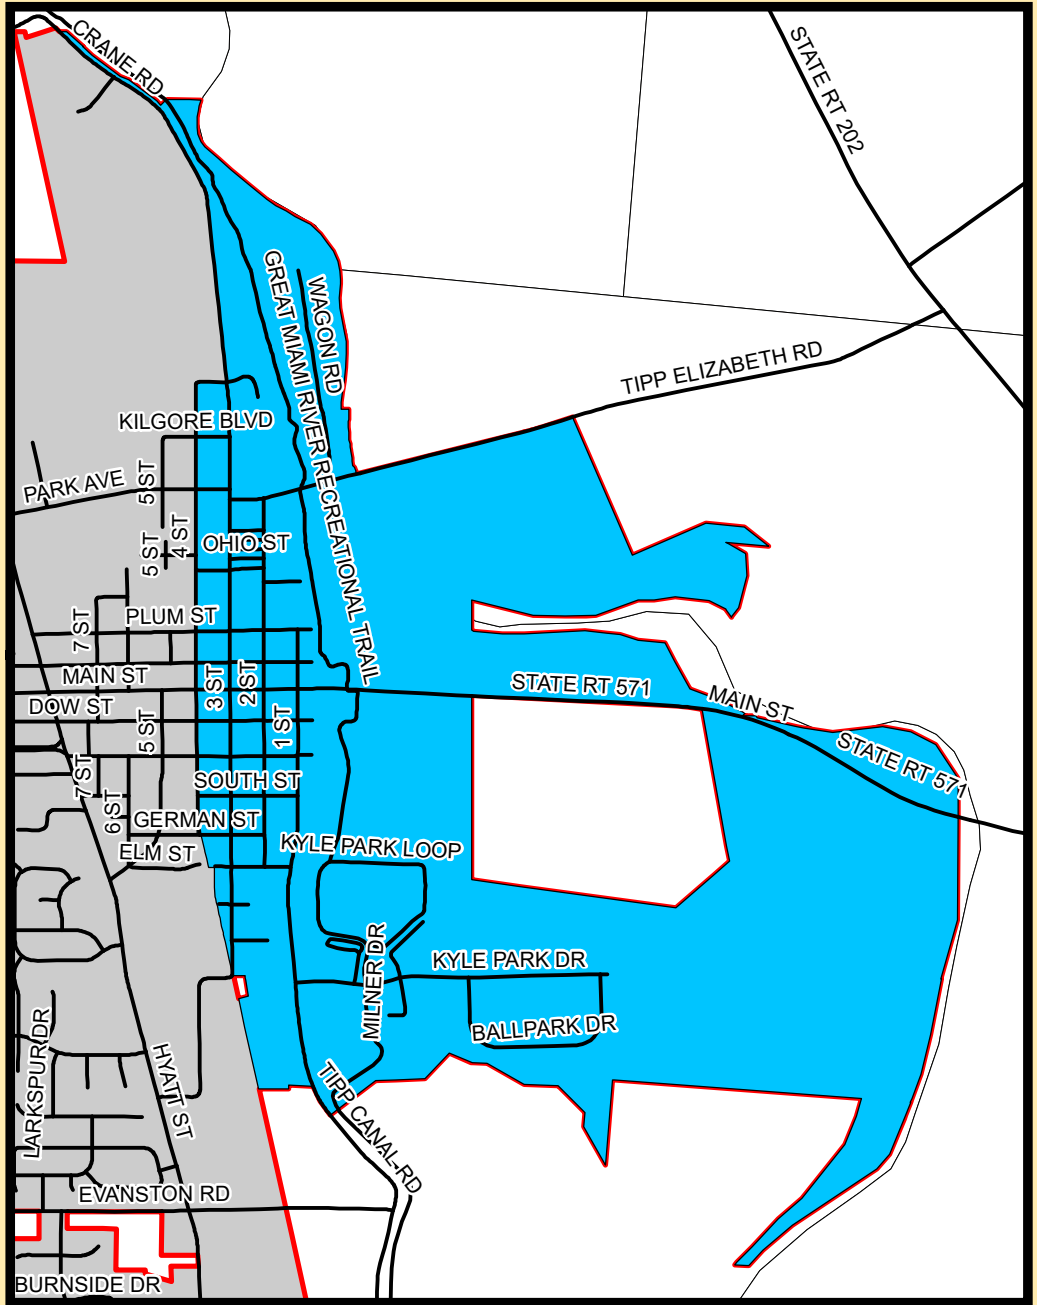 CRANE RD
STATE RT 202
GREAT MIAMI RIVER RECREATIONAL TRAIL
WAGON RD
TIPP ELIZABETH RD
KILGORE BLVD
PARK AVE
5 ST
4 ST
5 ST
OHIO ST
PLUM ST
7 ST
MAIN ST
3 ST
2 ST
STATE RT 571
MAIN ST
DOW ST
5 ST
1 ST
STATE RT 571
7 ST
SOUTH ST
6 ST
GERMAN ST
ELM ST
KYLE PARK LOOP
MILNER DR
KYLE PARK DR
BALLPARK DR
LARKSPUR DR
HYATT ST
TIPP CANAL RD
EVANSTON RD
BURNSIDE DR